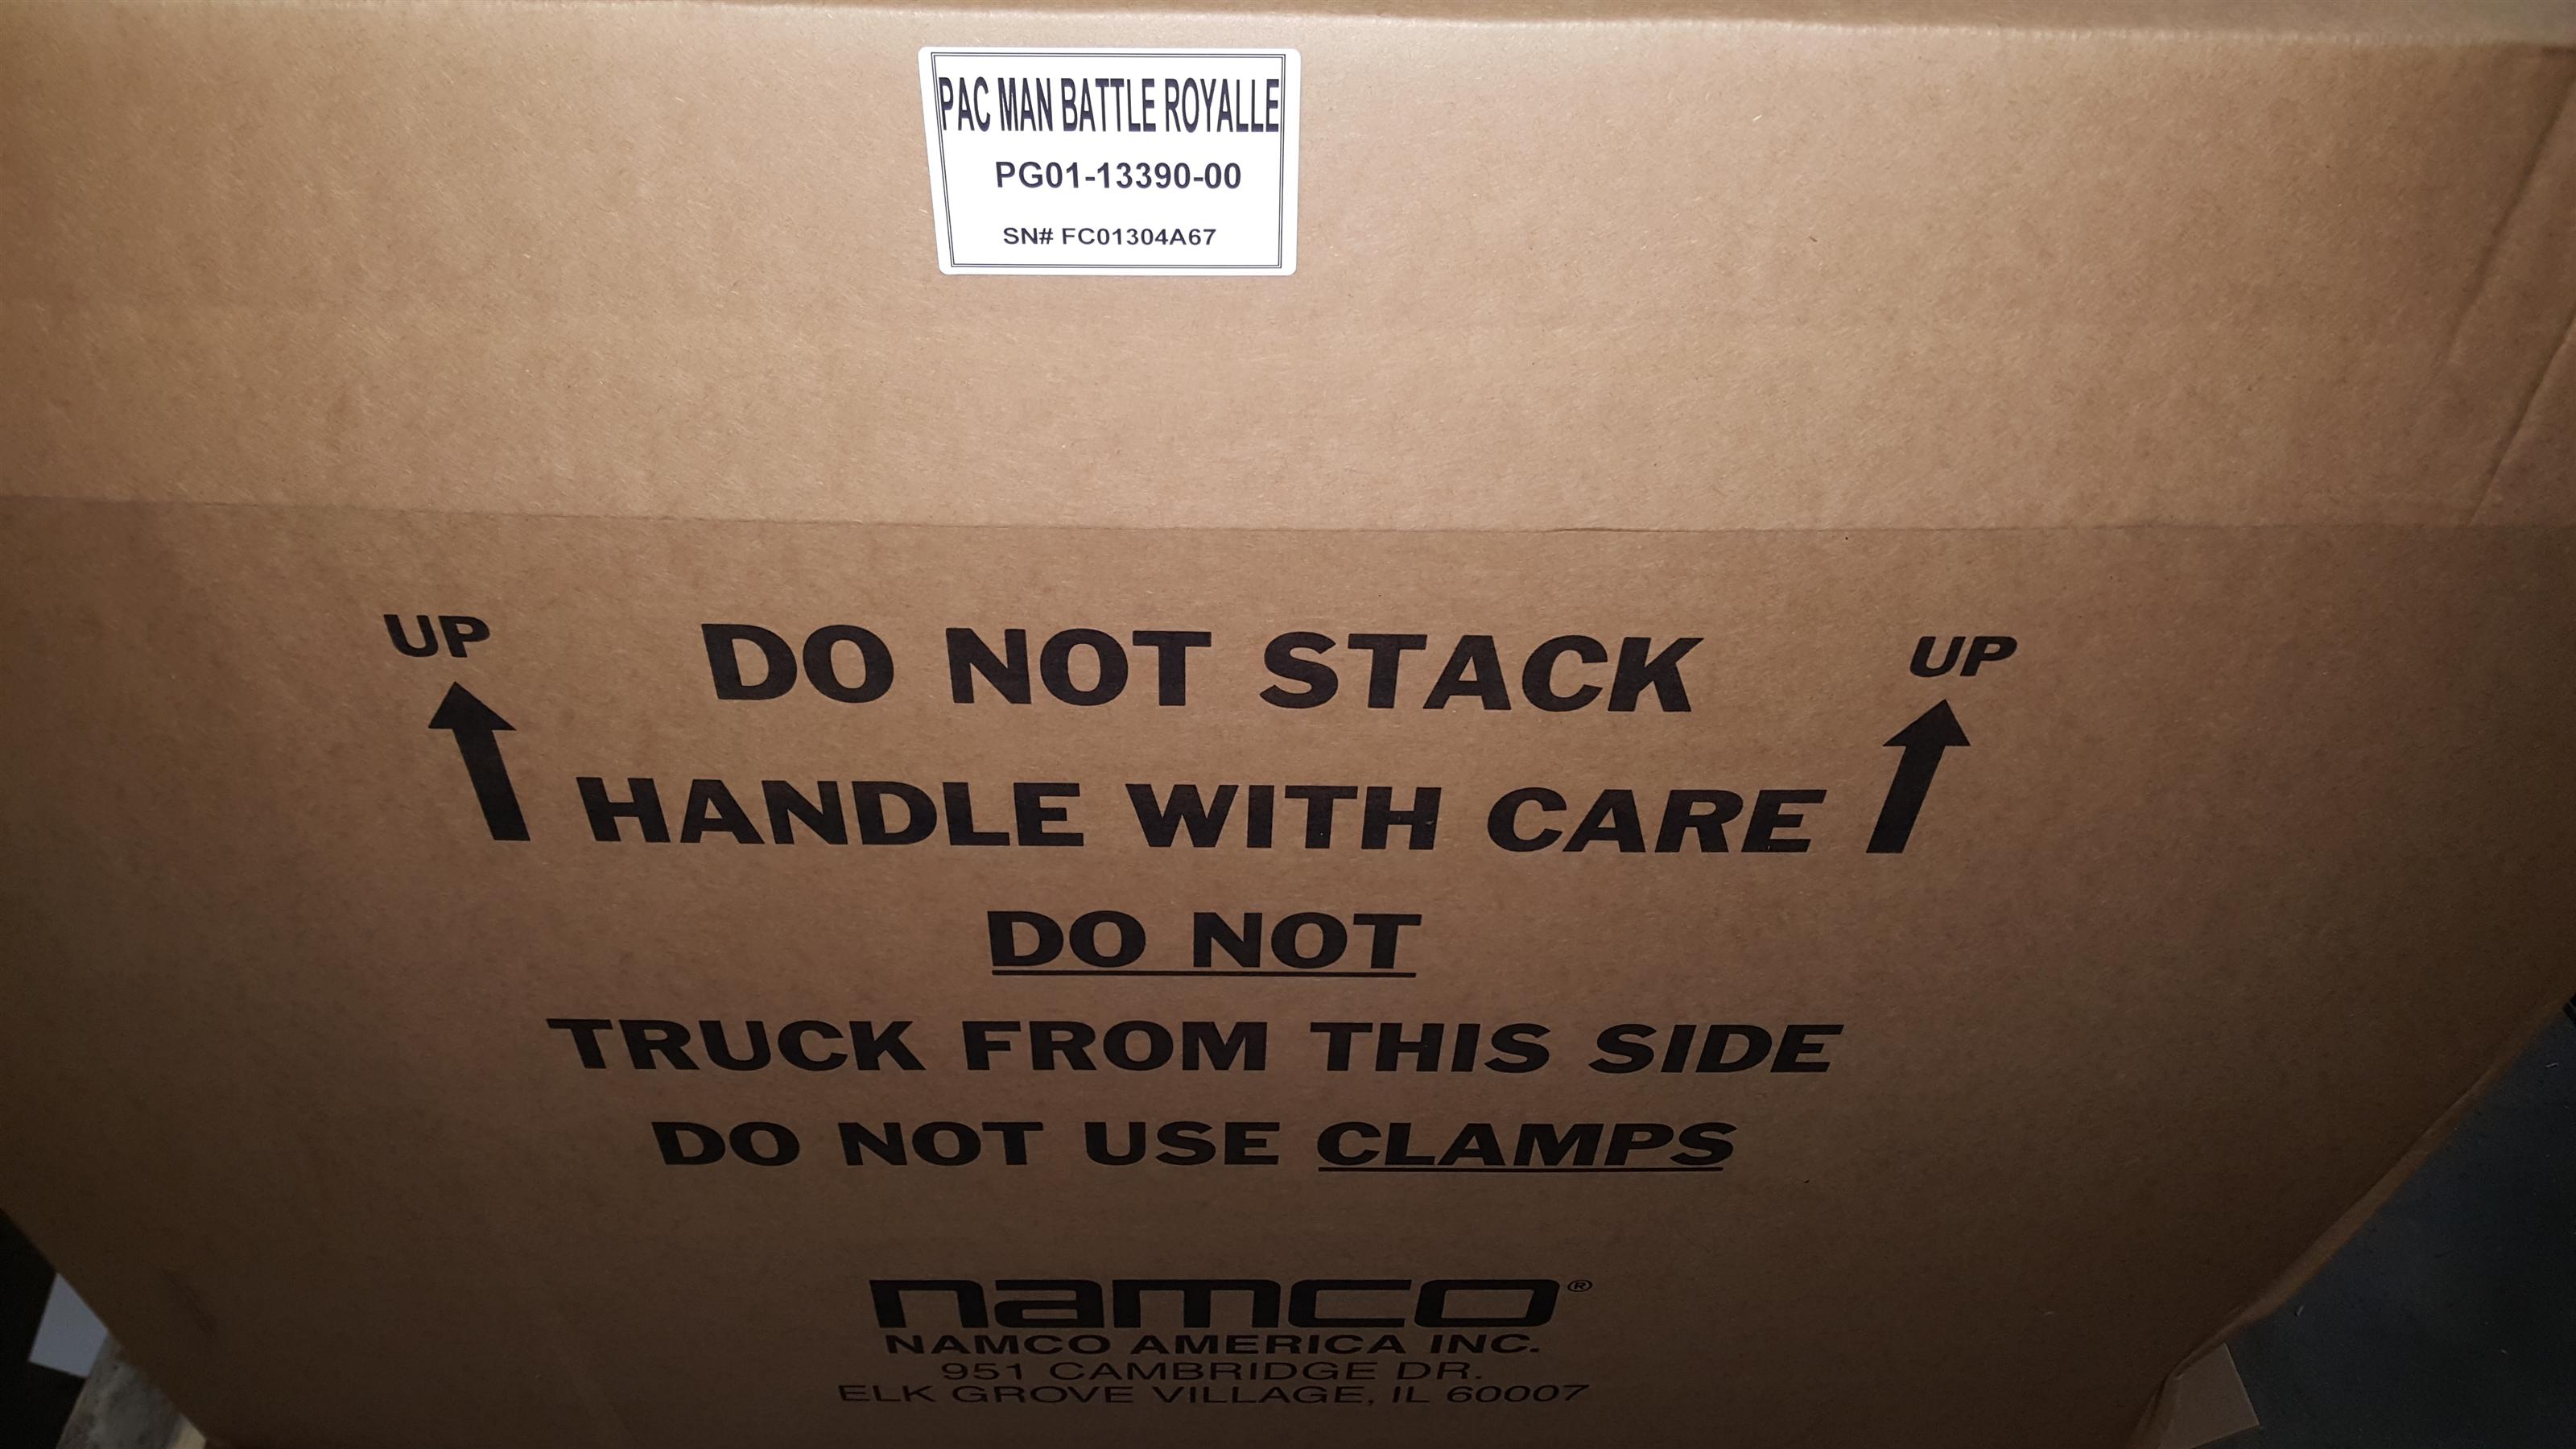 PAC MAN BATTLE ROYALLE
PG01-13390-00
SN# FC01304A67
UP
DO NOT STACK
UP
HANDLE WITH CARE
DO NOT
TRUCK FROM THIS SIDE
DO NOT USE CLAMPS
namco®
NAMCO AMERICA INC.
951 CAMBRIDGE DR.
ELK GROVE VILLAGE, IL 60007